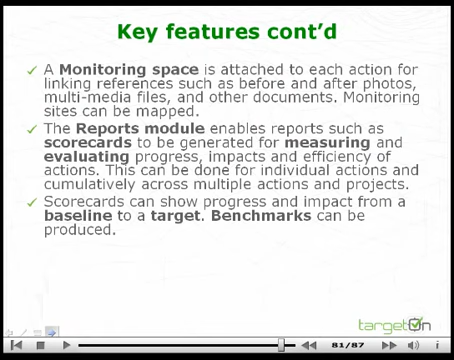 Key features cont'd
A Monitoring space is attached to each action for
linking references such as before and after photos,
multi-media files, and other documents. Monitoring
sites can be mapped.
The Reports module enables reports such as
scorecards to be generated for measuring and
evaluating progress, impacts and efficiency of
actions. This can be done for individual actions and
cumulatively across multiple actions and projects.
Scorecards can show progress and impact from a
baseline to a target. Benchmarks can be
produced.
targetOn
81/87
i